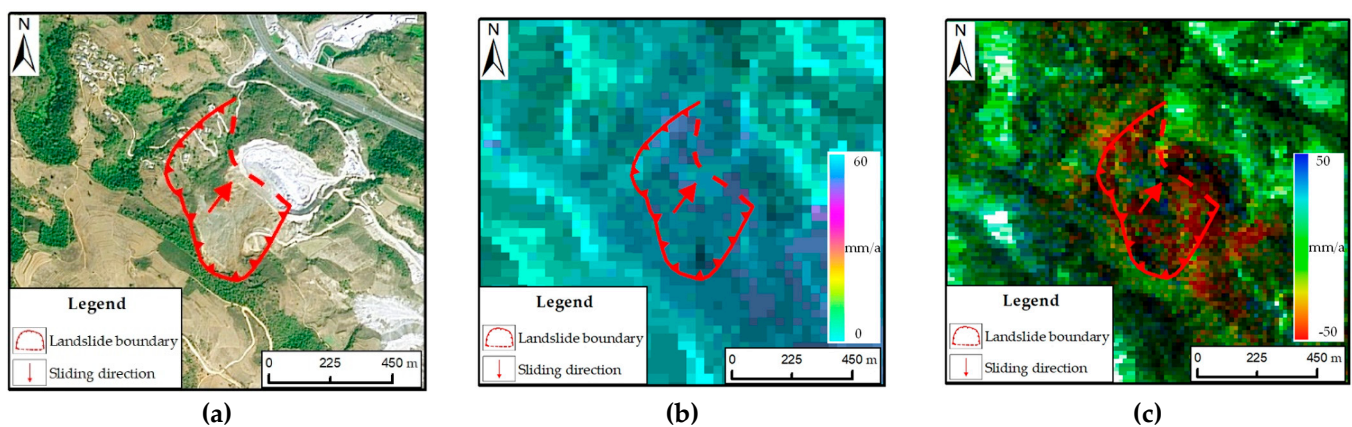 N
Legend
Landslide boundary
Sliding direction
0 225 450 m
(a)
N
60
mm/a
0
Legend
Landslide boundary
Sliding direction
0 225 450 m
(b)
N
50
mm/a
-50
Legend
Landslide boundary
Sliding direction
0 225 450 m
(c)